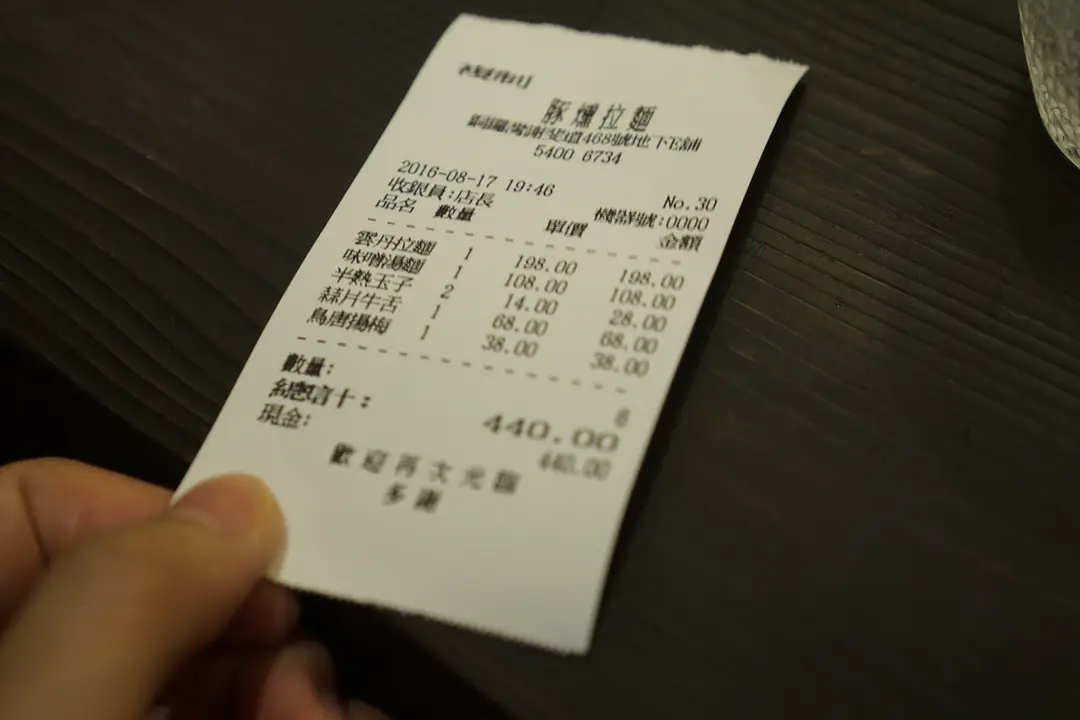 豚燻拉麵
銅鑼灣謝斐道468號地下E舖
5400 6734
No.30
2016-08-17 19:46 機器號:0000
收銀員:店長
品名 數量 單價 金額
雲丹拉麵 1 198.00 198.00
味噌湯麵 1 108.00 108.00
半熟玉子 2 14.00 28.00
蒜片牛舌 1 68.00 68.00
鳥唐揚梅 1 38.00 38.00
數量: 6
總計: 440.00
現金: 440.00
歡迎再次光臨
多謝